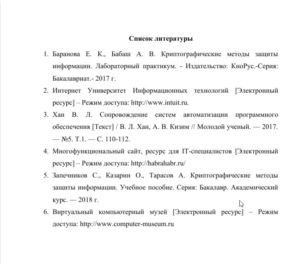 Список литературы
1. Баранова Е. К., Бабаш А. В. Криптографические методы защиты
информации. Лабораторный практикум. - Издательство: КноРус.-Серия:
Бакалавриат.- 2017 г.
2. Интернет Университет Информационных технологий [Электронный
ресурс] – Режим доступа: http://www.intuit.ru.
3. Хан В. Л. Сопровождение систем автоматизации программного
обеспечения [Текст] / В. Л. Хан, А. В. Кизим // Молодой ученый. — 2017.
— №5. Т.1. — С. 110-112.
4. Многофункциональный сайт, ресурс для IT-специалистов [Электронный
ресурс] – Режим доступа: http://habrahabr.ru/
5. Запечников С., Казарин О., Тарасов А. Криптографические методы
защиты информации. Учебное пособие. Серия: Бакалавр. Академический
курс. — 2018 г.
6. Виртуальный компьютерный музей [Электронный ресурс] – Режим
доступа: http://www.computer-museum.ru